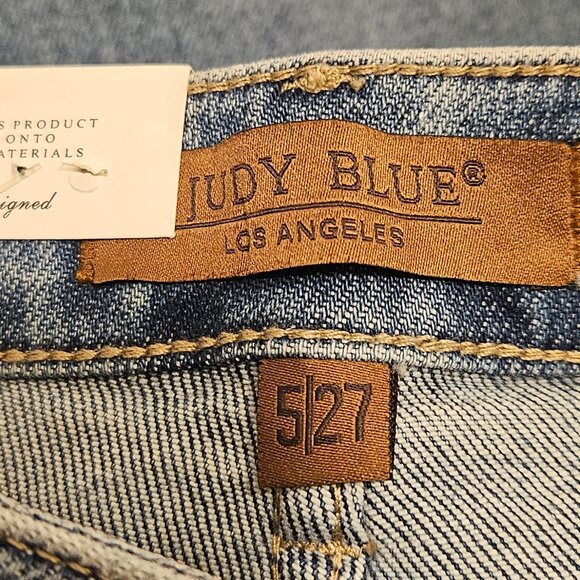 S PRODUCT
ONTO
ATERIALS
igned
JUDY BLUE®
LOS ANGELES
5|27